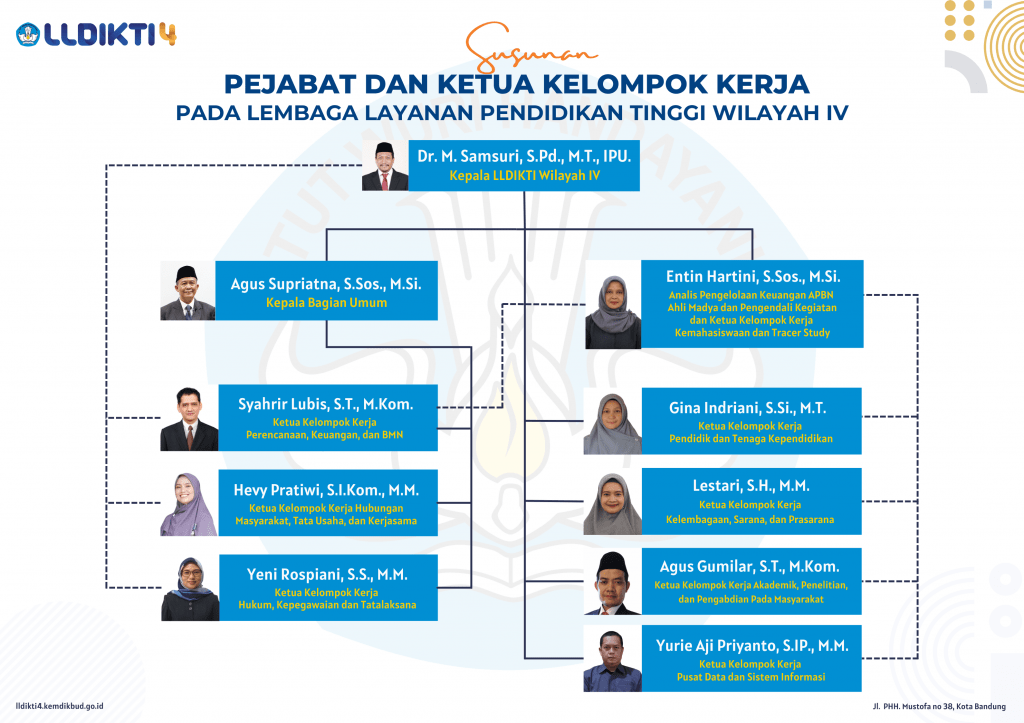 LLDIKTI4
Susunan
PEJABAT DAN KETUA KELOMPOK KERJA
PADA LEMBAGA LAYANAN PENDIDIKAN TINGGI WILAYAH IV
Dr. M. Samsuri, S.Pd., M.T., IPU.
Kepala LLDIKTI Wilayah IV
Agus Supriatna, S.Sos., M.Si.
Kepala Bagian Umum
Entin Hartini, S.Sos., M.Si.
Analis Pengelolaan Keuangan APBN
Ahli Madya dan Pengendali Kegiatan
dan Ketua Kelompok Kerja
Kemahasiswaan dan Tracer Study
Syahrir Lubis, S.T., M.Kom.
Ketua Kelompok Kerja
Perencanaan, Keuangan, dan BMN
Gina Indriani, S.Si., M.T.
Ketua Kelompok Kerja
Pendidik dan Tenaga Kependidikan
Hevy Pratiwi, S.I.Kom., M.M.
Ketua Kelompok Kerja Hubungan
Masyarakat, Tata Usaha, dan Kerjasama
Lestari, S.H., M.M.
Ketua Kelompok Kerja
Kelembagaan, Sarana, dan Prasarana
Yeni Rospiani, S.S., M.M.
Ketua Kelompok Kerja
Hukum, Kepegawaian dan Tatalaksana
Agus Gumilar, S.T., M.Kom.
Ketua Kelompok Kerja Akademik, Penelitian,
dan Pengabdian Pada Masyarakat
Yurie Aji Priyanto, S.IP., M.M.
Ketua Kelompok Kerja
Pusat Data dan Sistem Informasi
lldikti4.kemdikbud.go.id
Jl. PHH. Mustofa no 38, Kota Bandung